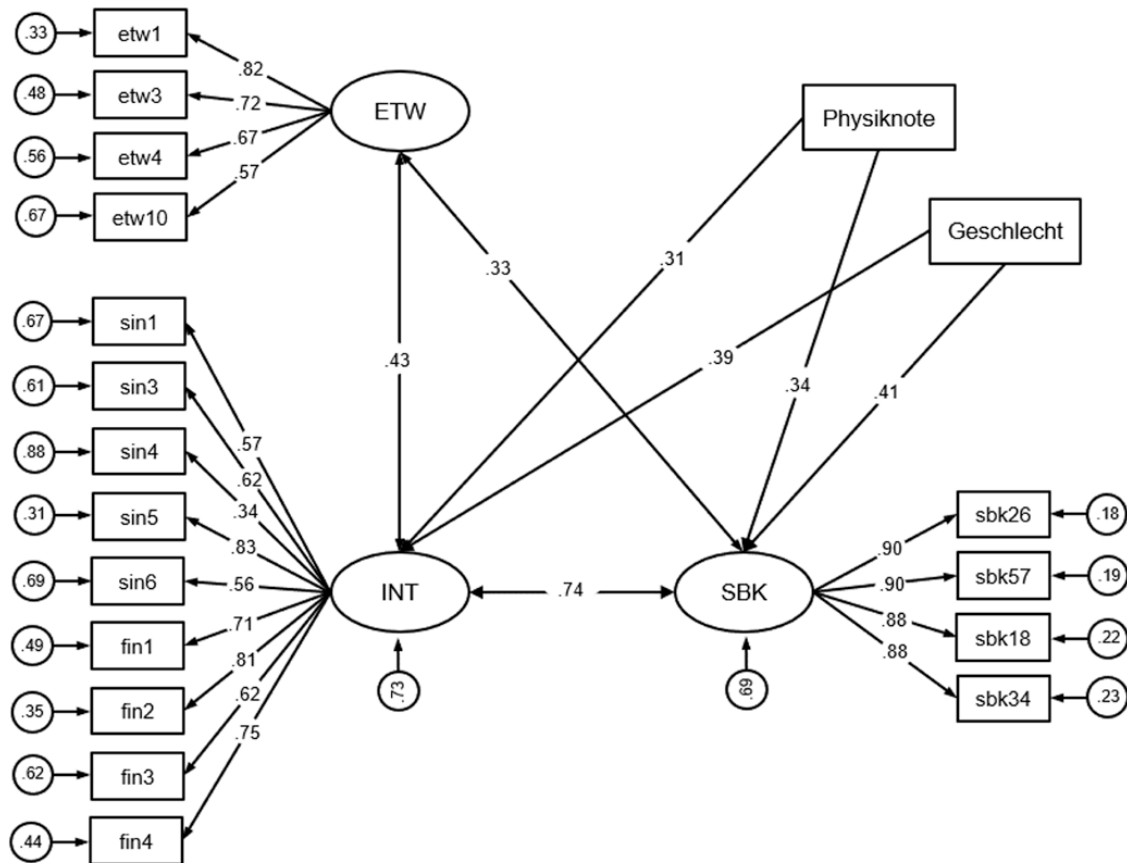 .33 etw1
.82
.48 etw3
.72
.56 etw4
.67
.67 etw10
.57
ETW
Physiknote
Geschlecht
.33
.31
.43
.39
.34
.41
.67 sin1
.57
.61 sin3
.62
.88 sin4
.34
.31 sin5
.83
.69 sin6
.56
.49 fin1
.71
.35 fin2
.81
.62 fin3
.62
.44 fin4
.75
INT
.74
SBK
.73
.69
.90
sbk26 .18
.90
sbk57 .19
.88
sbk18 .22
.88
sbk34 .23